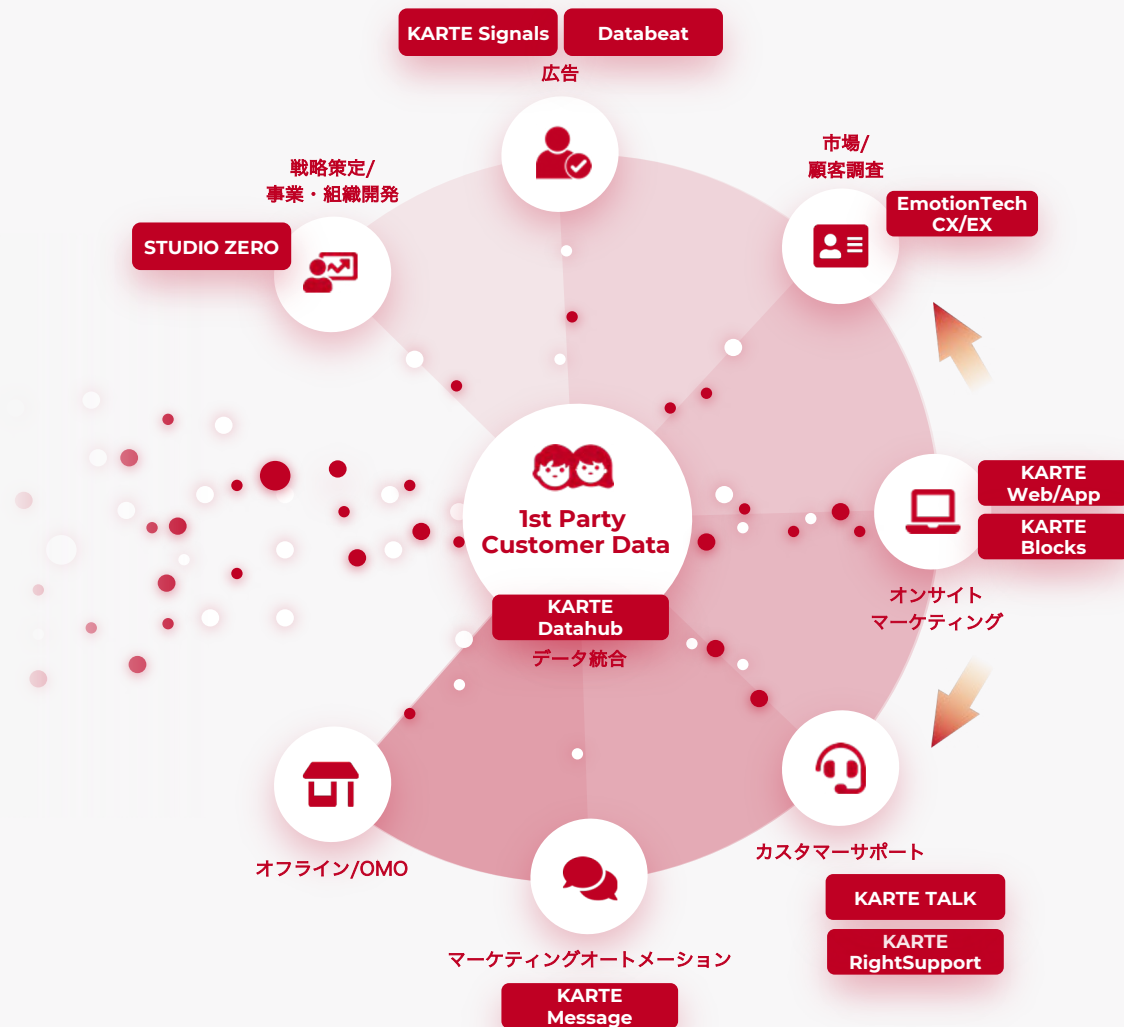 KARTE Signals
Databeat
広告
市場/
顧客調査
EmotionTech
CX/EX
戦略策定/
事業・組織開発
STUDIO ZERO
1st Party
Customer Data
KARTE
Datahub
データ統合
KARTE
Web/App
KARTE
Blocks
オンサイト
マーケティング
カスタマーサポート
KARTE TALK
KARTE
RightSupport
オフライン/OMO
マーケティングオートメーション
KARTE
Message